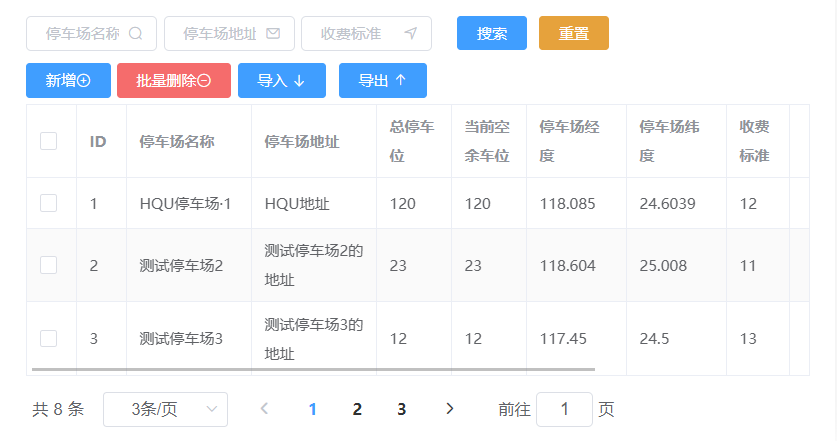 停车场名称 停车场地址 收费标准 搜索 重置
新增 批量删除 导入 导出
ID 停车场名称 停车场地址 总停车位 当前空余车位 停车场经度 停车场纬度 收费标准
1 HQU停车场·1 HQU地址 120 120 118.085 24.6039 12
2 测试停车场2 测试停车场2的地址 23 23 118.604 25.008 11
3 测试停车场3 测试停车场3的地址 12 12 117.45 24.5 13
共 8 条 3条/页 1 2 3 前往 1 页